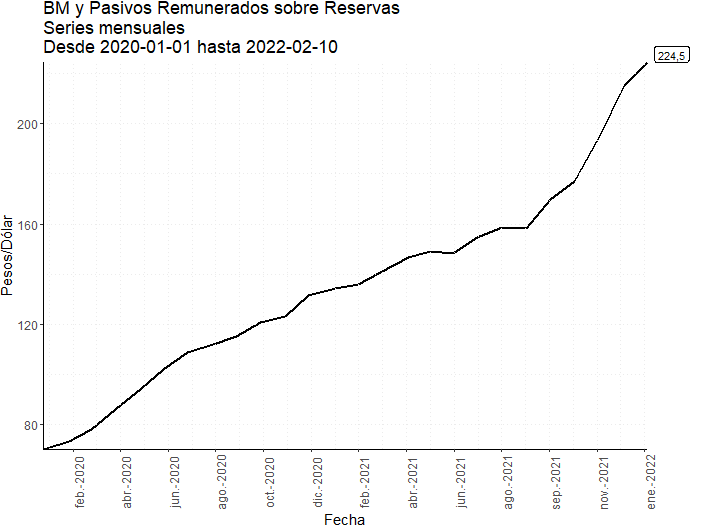 BM y Pasivos Remunerados sobre Reservas
Series mensuales
Desde 2020-01-01 hasta 2022-02-10
224,5
200
160
120
80
Pesos/Dólar
feb.-2020
abr.-2020
jun.-2020
ago.-2020
oct.-2020
dic.-2020
feb.-2021
abr.-2021
jun.-2021
ago.-2021
sep.-2021
nov.-2021
ene.-2022
Fecha